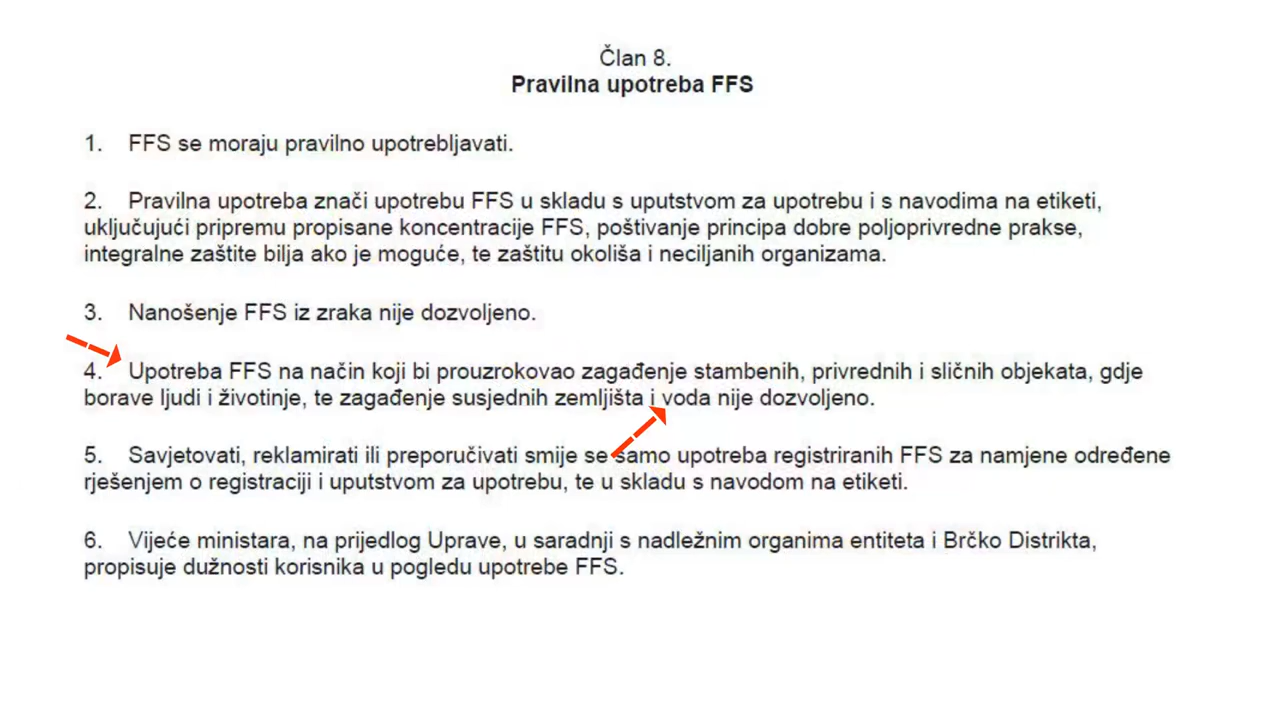 Član 8.
Pravilna upotreba FFS
1. FFS se moraju pravilno upotrebljavati.
2. Pravilna upotreba znači upotrebu FFS u skladu s uputstvom za upotrebu i s navodima na etiketi,
uključujući pripremu propisane koncentracije FFS, poštivanje principa dobre poljoprivredne prakse,
integralne zaštite bilja ako je moguće, te zaštitu okoliša i neciljanih organizama.
3. Nanošenje FFS iz zraka nije dozvoljeno.
4. Upotreba FFS na način koji bi prouzrokovao zagađenje stambenih, privrednih i sličnih objekata, gdje
borave ljudi i životinje, te zagađenje susjednih zemljišta i voda nije dozvoljeno.
5. Savjetovati, reklamirati ili preporučivati smije se samo upotreba registriranih FFS za namjene određene
rješenjem o registraciji i uputstvom za upotrebu, te u skladu s navodom na etiketi.
6. Vijeće ministara, na prijedlog Uprave, u saradnji s nadležnim organima entiteta i Brčko Distrikta,
propisuje dužnosti korisnika u pogledu upotrebe FFS.